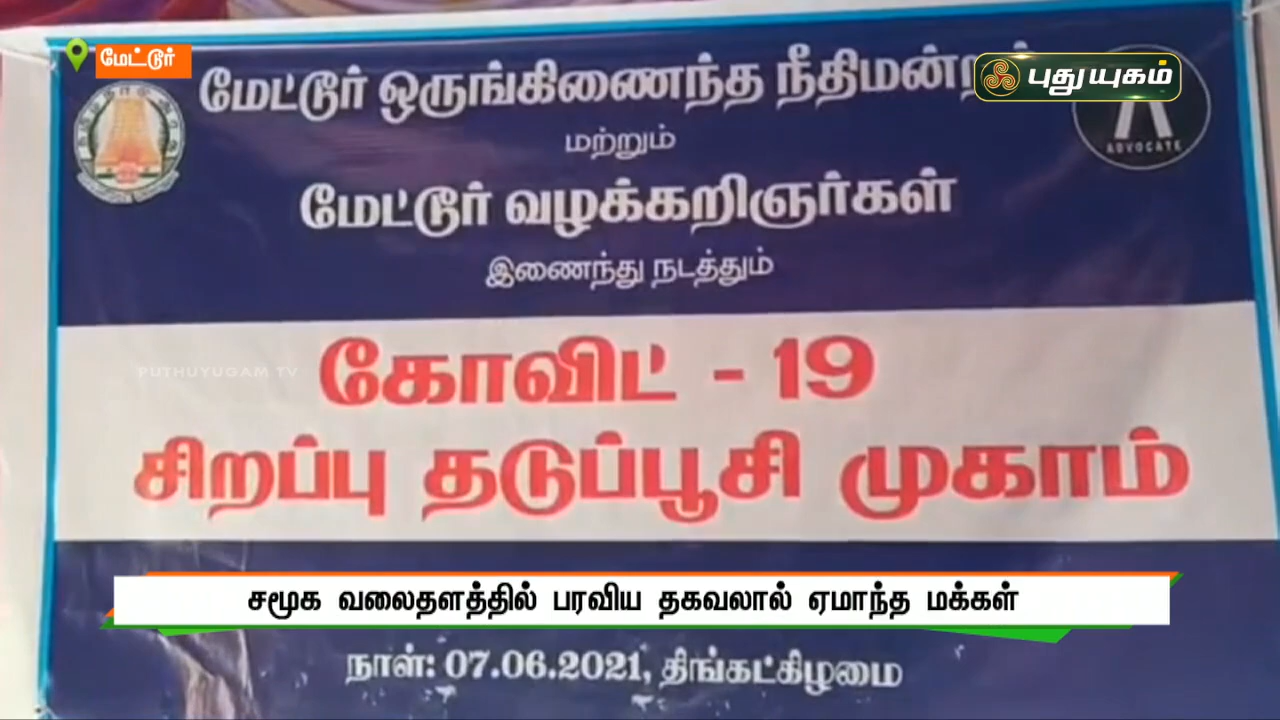 மேட்டூர்
மேட்டூர் ஒருங்கிணைந்த நீதிமன்றம்
புதுயுகம்
மற்றும்
ADVOCATE
மேட்டூர் வழக்கறிஞர்கள்
இணைந்து நடத்தும்
PUTHUYUGAM TV
கோவிட் - 19
சிறப்பு தடுப்பூசி முகாம்
சமூக வலைதளத்தில் பரவிய தகவலால் ஏமாந்த மக்கள்
நாள்: 07.06.2021, திங்கட்கிழமை